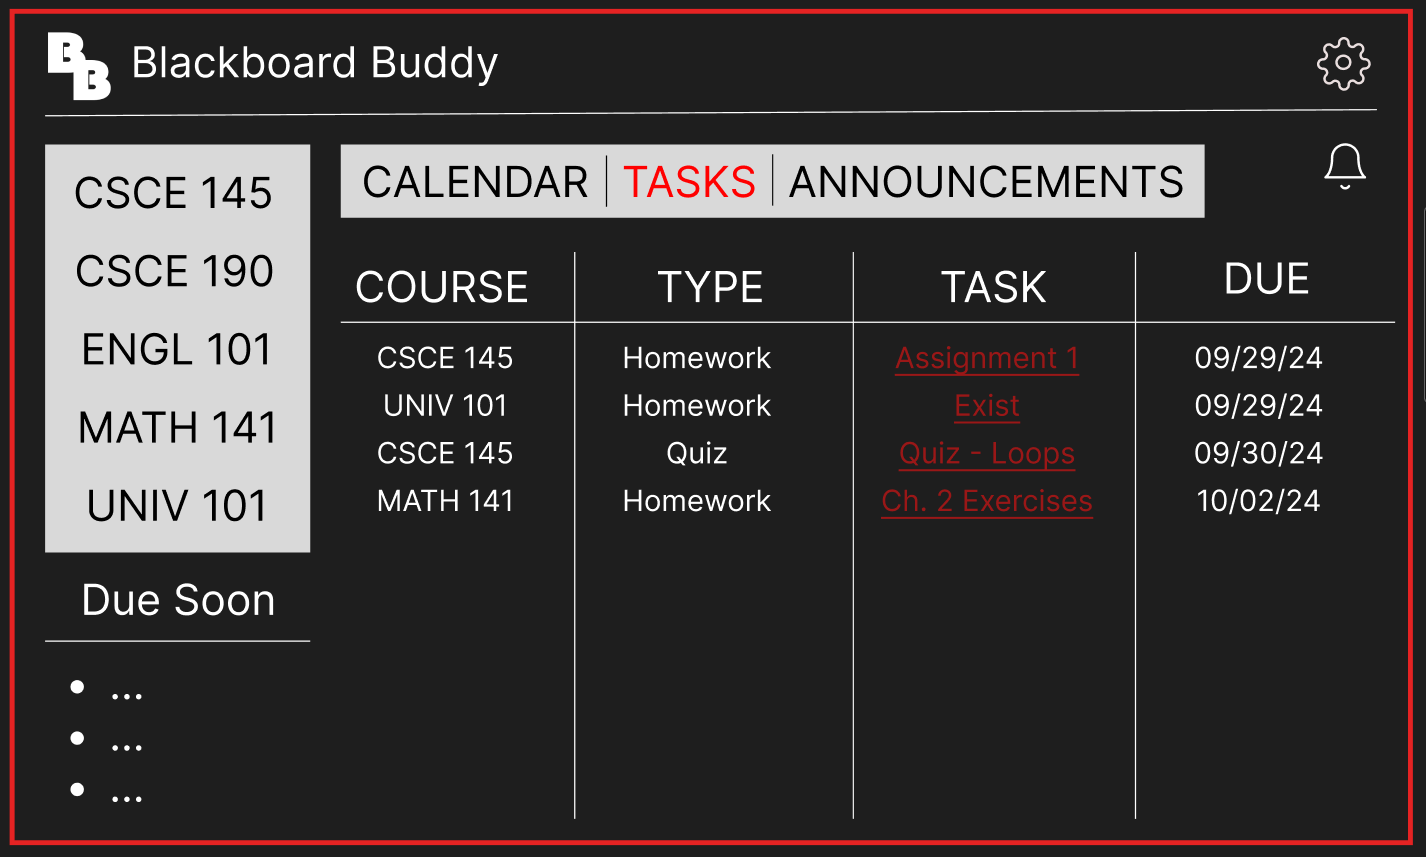 BB
Blackboard Buddy
CSCE 145
CSCE 190
ENGL 101
MATH 141
UNIV 101
Due Soon
• ...
• ...
• ...
CALENDAR | TASKS | ANNOUNCEMENTS
COURSE TYPE TASK DUE
CSCE 145 Homework Assignment 1 09/29/24
UNIV 101 Homework Exist 09/29/24
CSCE 145 Quiz Quiz - Loops 09/30/24
MATH 141 Homework Ch. 2 Exercises 10/02/24